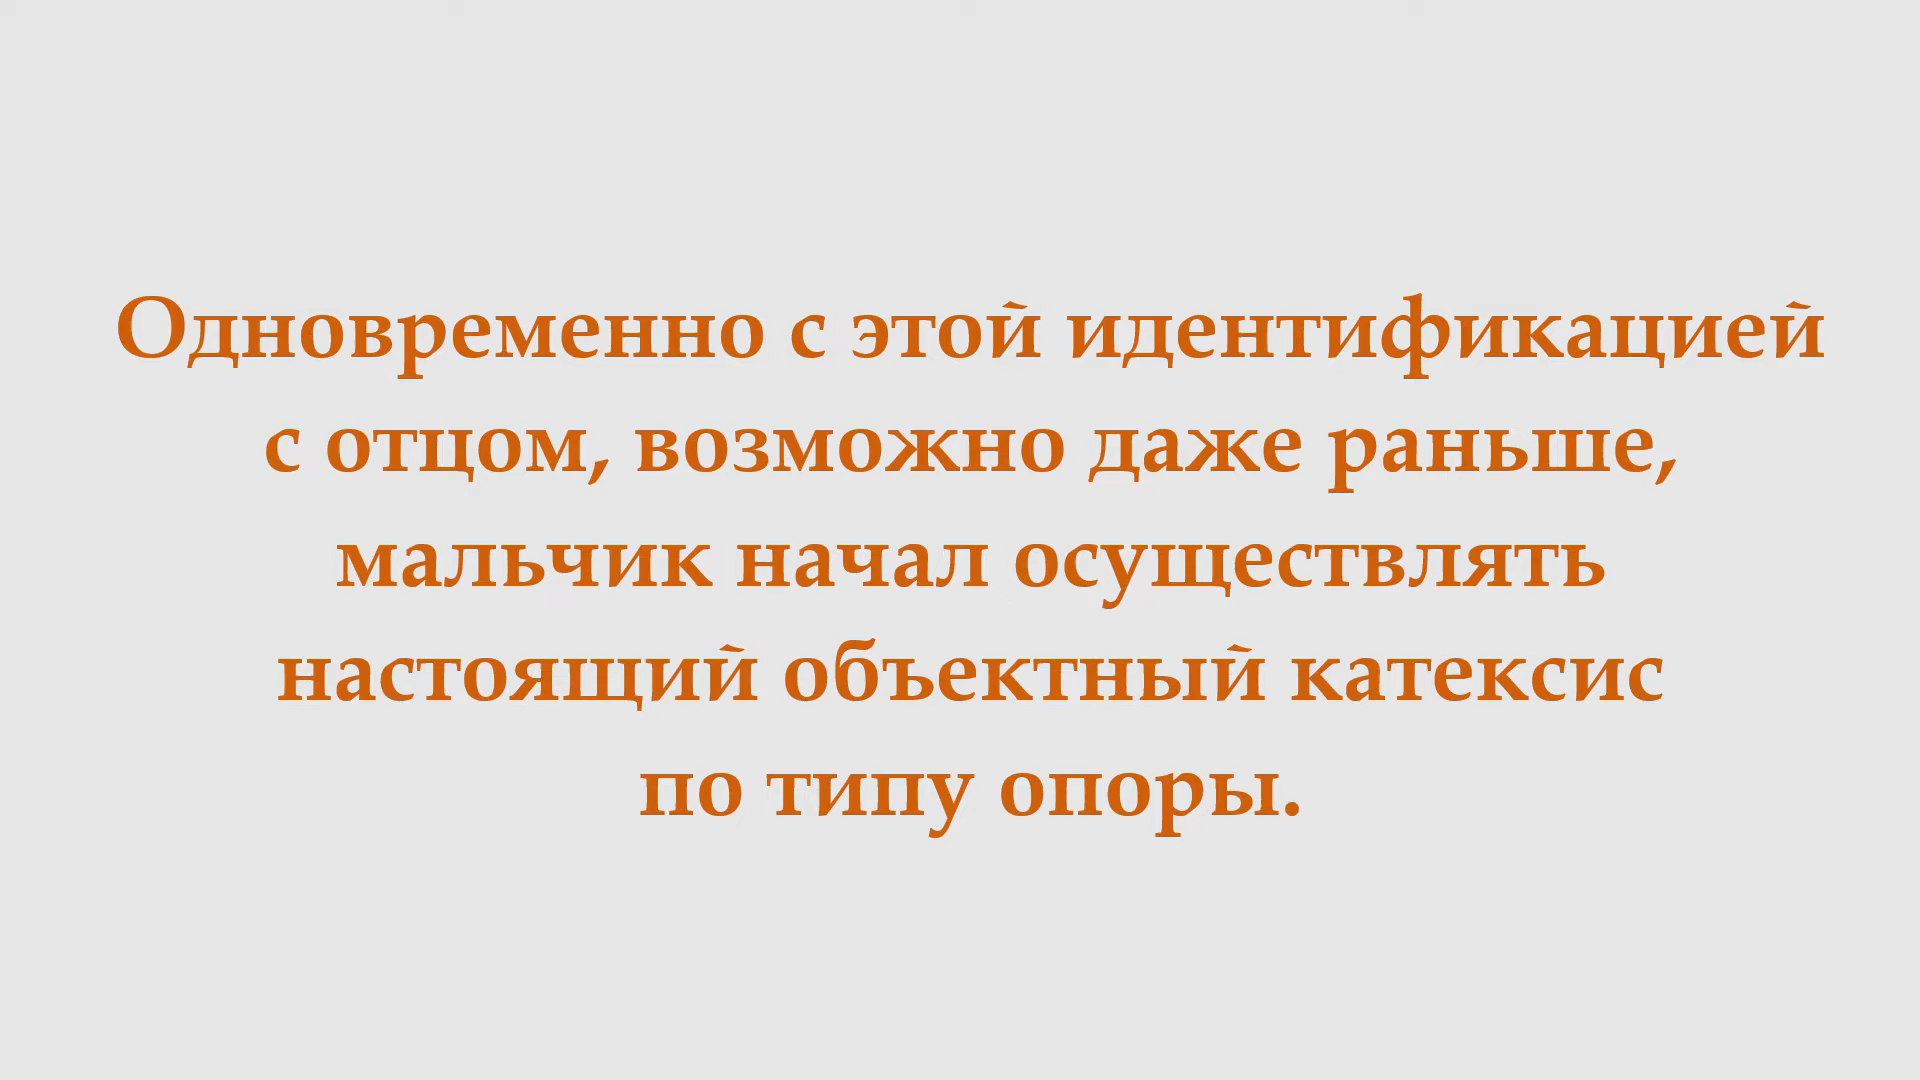 Одновременно с этой идентификацией
с отцом, возможно даже раньше,
мальчик начал осуществлять
настоящий объектный катексис
по типу опоры.